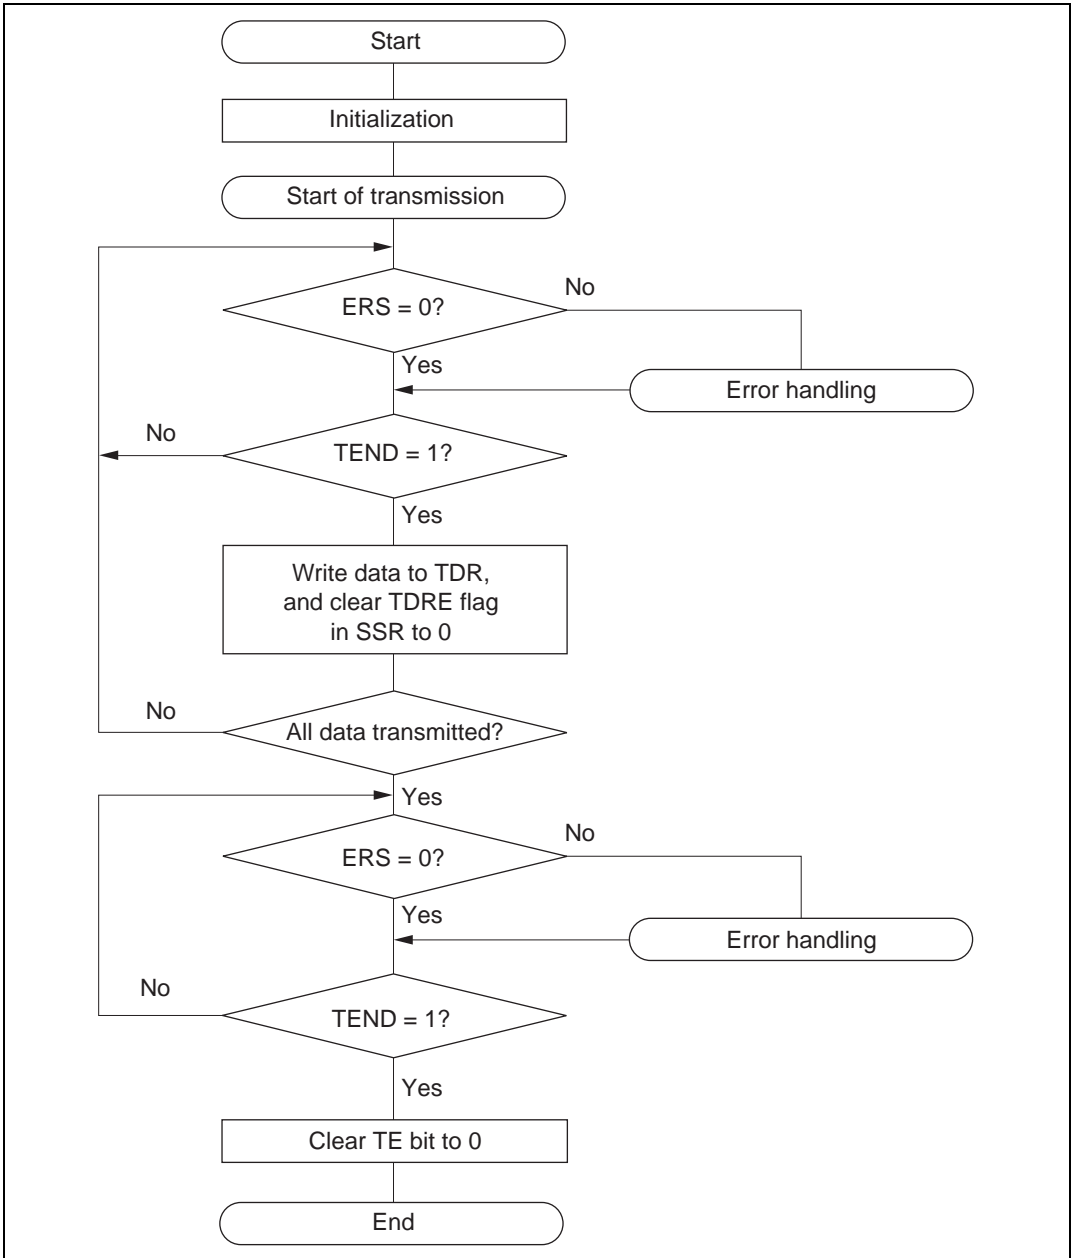 Start
Initialization
Start of transmission
ERS = 0?
No
Yes
Error handling
No
TEND = 1?
Yes
Write data to TDR,
and clear TDRE flag
in SSR to 0
No
All data transmitted?
Yes
No
ERS = 0?
Yes
Error handling
No
TEND = 1?
Yes
Clear TE bit to 0
End